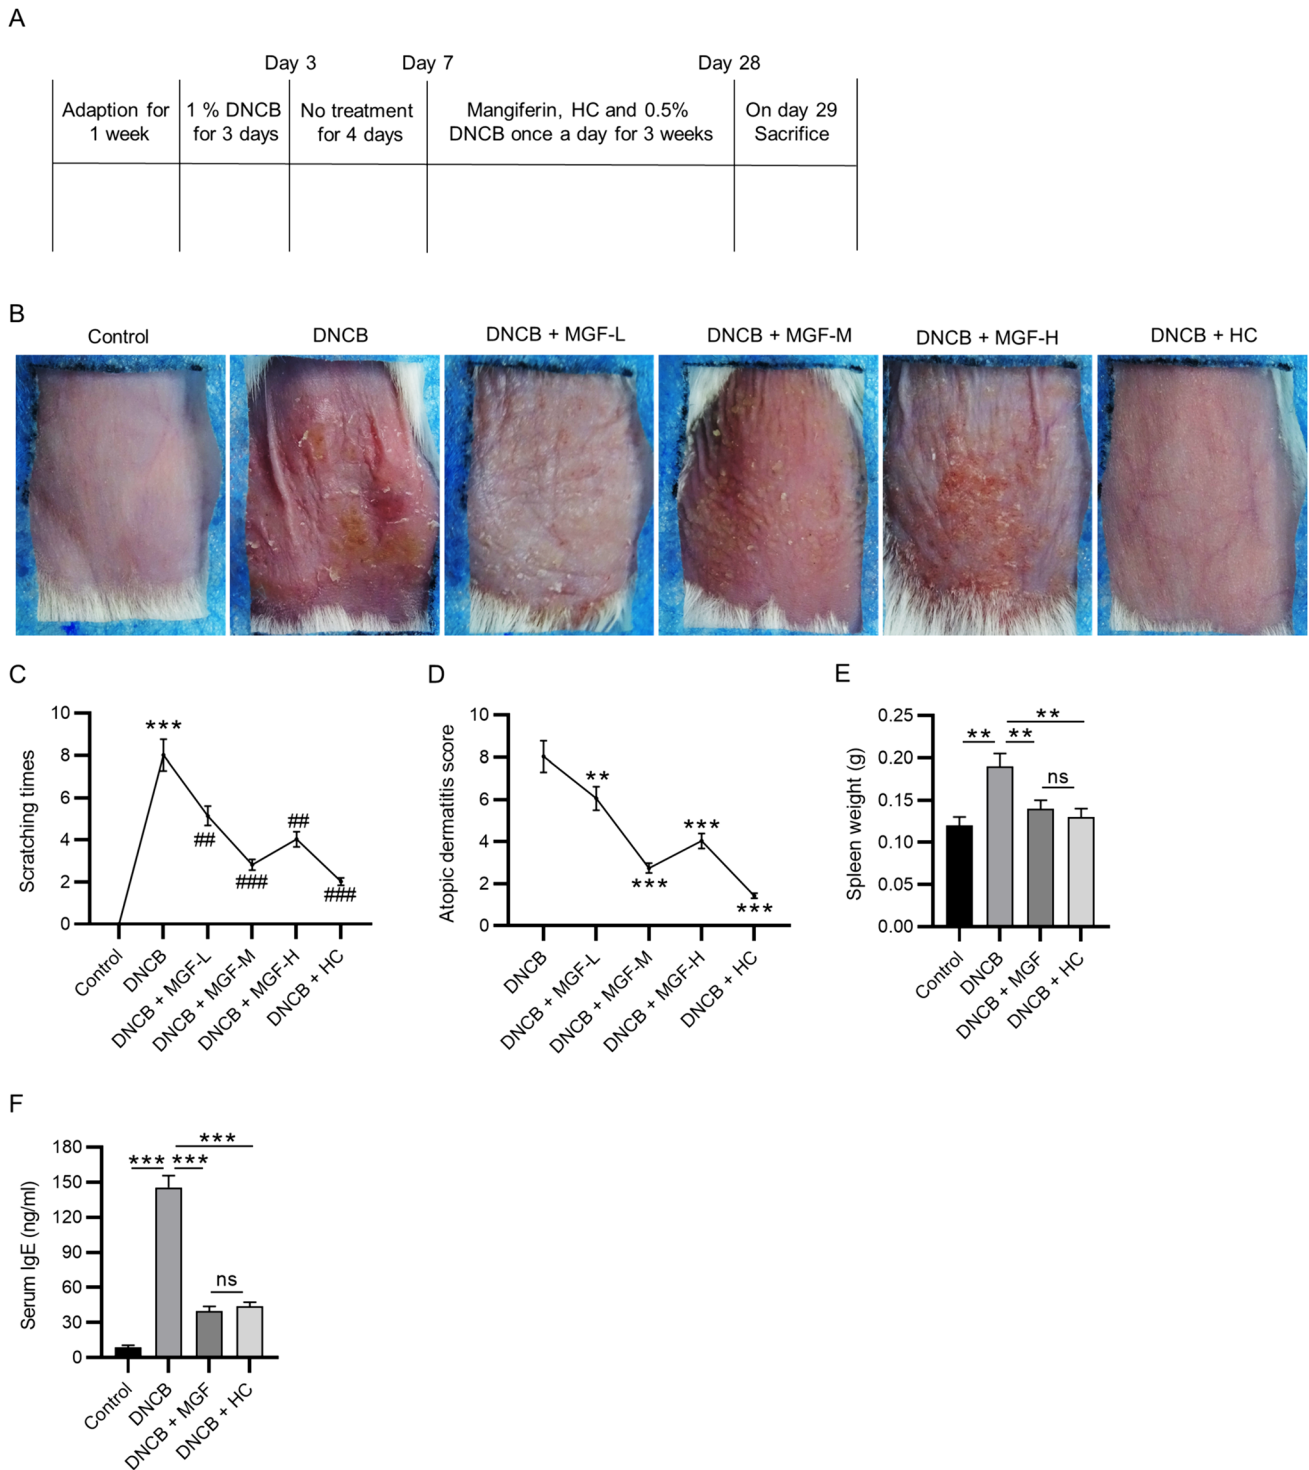 A
Day 3
Day 7
Day 28
Adaption for
1 week
1 % DNCB
for 3 days
No treatment
for 4 days
Mangiferin, HC and 0.5%
DNCB once a day for 3 weeks
On day 29
Sacrifice
B
Control
DNCB
DNCB + MGF-L
DNCB + MGF-M
DNCB + MGF-H
DNCB + HC
C
Scratching times
10
8
6
4
2
0
***
##
###
##
###
Control
DNCB
DNCB + MGF-L
DNCB + MGF-M
DNCB + MGF-H
DNCB + HC
D
Atopic dermatitis score
10
8
6
4
2
0
**
***
***
***
DNCB
DNCB + MGF-L
DNCB + MGF-M
DNCB + MGF-H
DNCB + HC
E
Spleen weight (g)
0.25
0.20
0.15
0.10
0.05
0.00
**
** **
ns
Control
DNCB
DNCB + MGF
DNCB + HC
F
Serum IgE (ng/ml)
180
150
120
90
60
30
0
***
*** ***
ns
Control
DNCB
DNCB + MGF
DNCB + HC